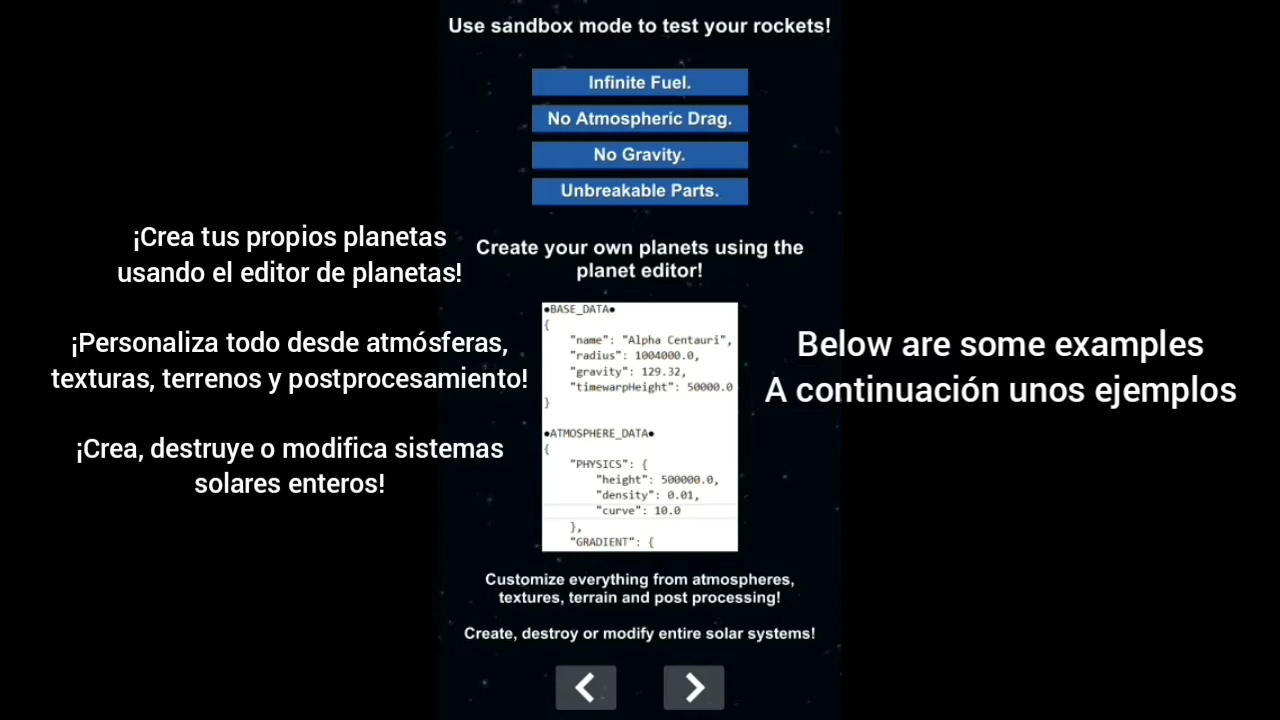 Use sandbox mode to test your rockets!
Infinite Fuel.
No Atmospheric Drag.
No Gravity.
Unbreakable Parts.
¡Crea tus propios planetas
usando el editor de planetas!
¡Personaliza todo desde atmósferas,
texturas, terrenos y postprocesamiento!
¡Crea, destruye o modifica sistemas
solares enteros!
Create your own planets using the
planet editor!
●BASE_DATA●
{
"name": "Alpha Centauri",
"radius": 1004000.0,
"gravity": 129.32,
"timewarpHeight": 50000.0
}
●ATMOSPHERE_DATA●
{
"PHYSICS": {
"height": 500000.0,
"density": 0.01,
"curve": 10.0
},
"GRADIENT": {
Customize everything from atmospheres,
textures, terrain and post processing!
Create, destroy or modify entire solar systems!
Below are some examples
A continuación unos ejemplos